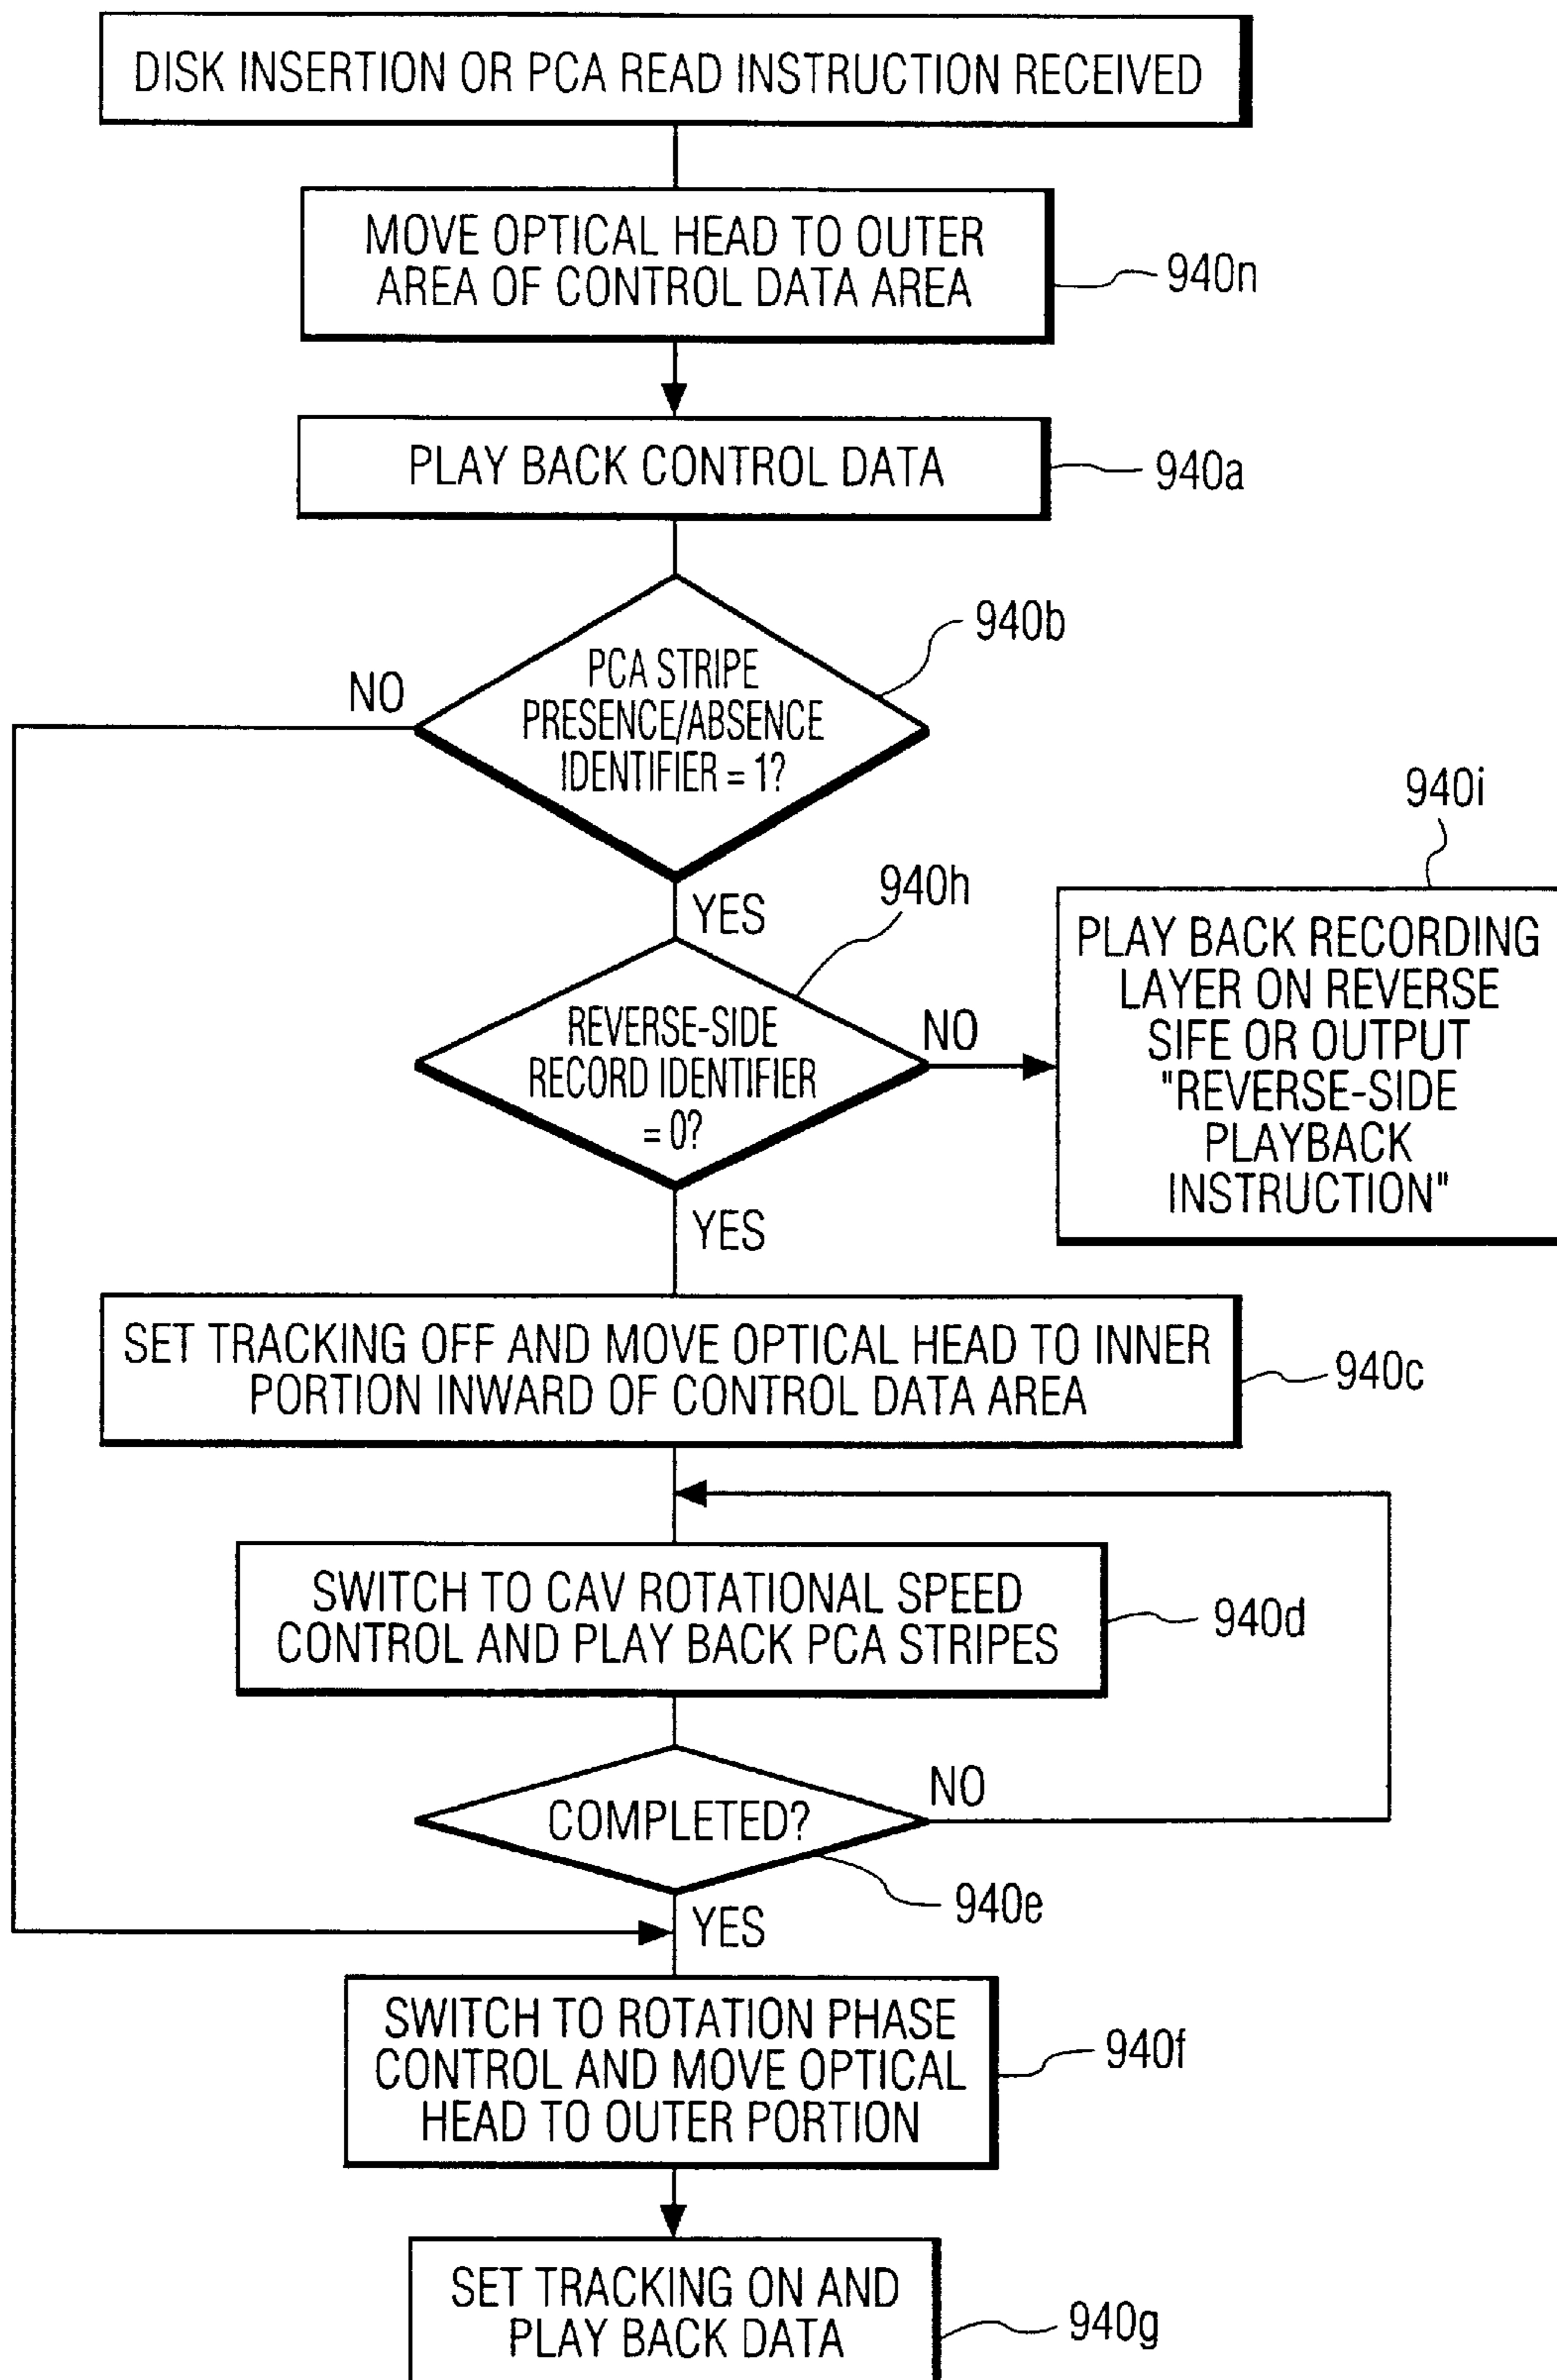 DISK INSERTION OR PCA READ INSTRUCTION RECEIVED
MOVE OPTICAL HEAD TO OUTER
AREA OF CONTROL DATA AREA
940n
PLAY BACK CONTROL DATA
940a
940b
PCA STRIPE
PRESENCE/ABSENCE
IDENTIFIER = 1?
NO
YES
940h
940i
REVERSE-SIDE
RECORD IDENTIFIER
= 0?
NO
PLAY BACK RECORDING
LAYER ON REVERSE
SIFE OR OUTPUT
"REVERSE-SIDE
PLAYBACK
INSTRUCTION"
YES
SET TRACKING OFF AND MOVE OPTICAL HEAD TO INNER
PORTION INWARD OF CONTROL DATA AREA
940c
SWITCH TO CAV ROTATIONAL SPEED
CONTROL AND PLAY BACK PCA STRIPES
940d
COMPLETED?
NO
940e
YES
SWITCH TO ROTATION PHASE
CONTROL AND MOVE OPTICAL
HEAD TO OUTER PORTION
940f
SET TRACKING ON AND
PLAY BACK DATA
940g